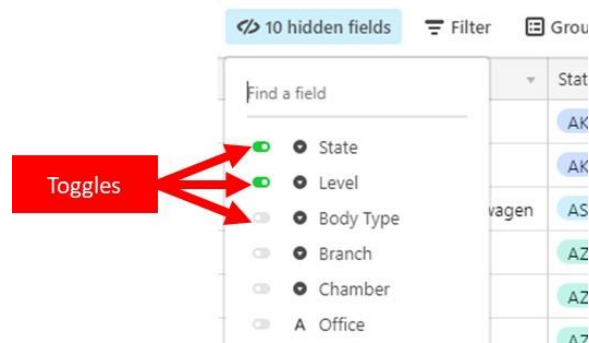 10 hidden fields Filter Grou
Find a field Stat
AK
State
AK
Toggles Level
Body Type wagen AS
Branch AZ
Chamber AZ
A Office AZ